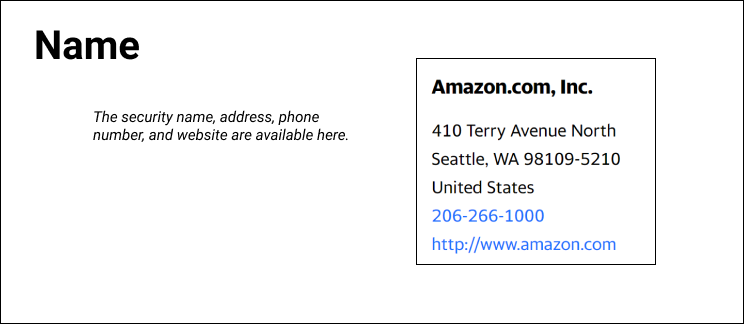 Name
The security name, address, phone
number, and website are available here.
Amazon.com, Inc.
410 Terry Avenue North
Seattle, WA 98109-5210
United States
206-266-1000
http://www.amazon.com